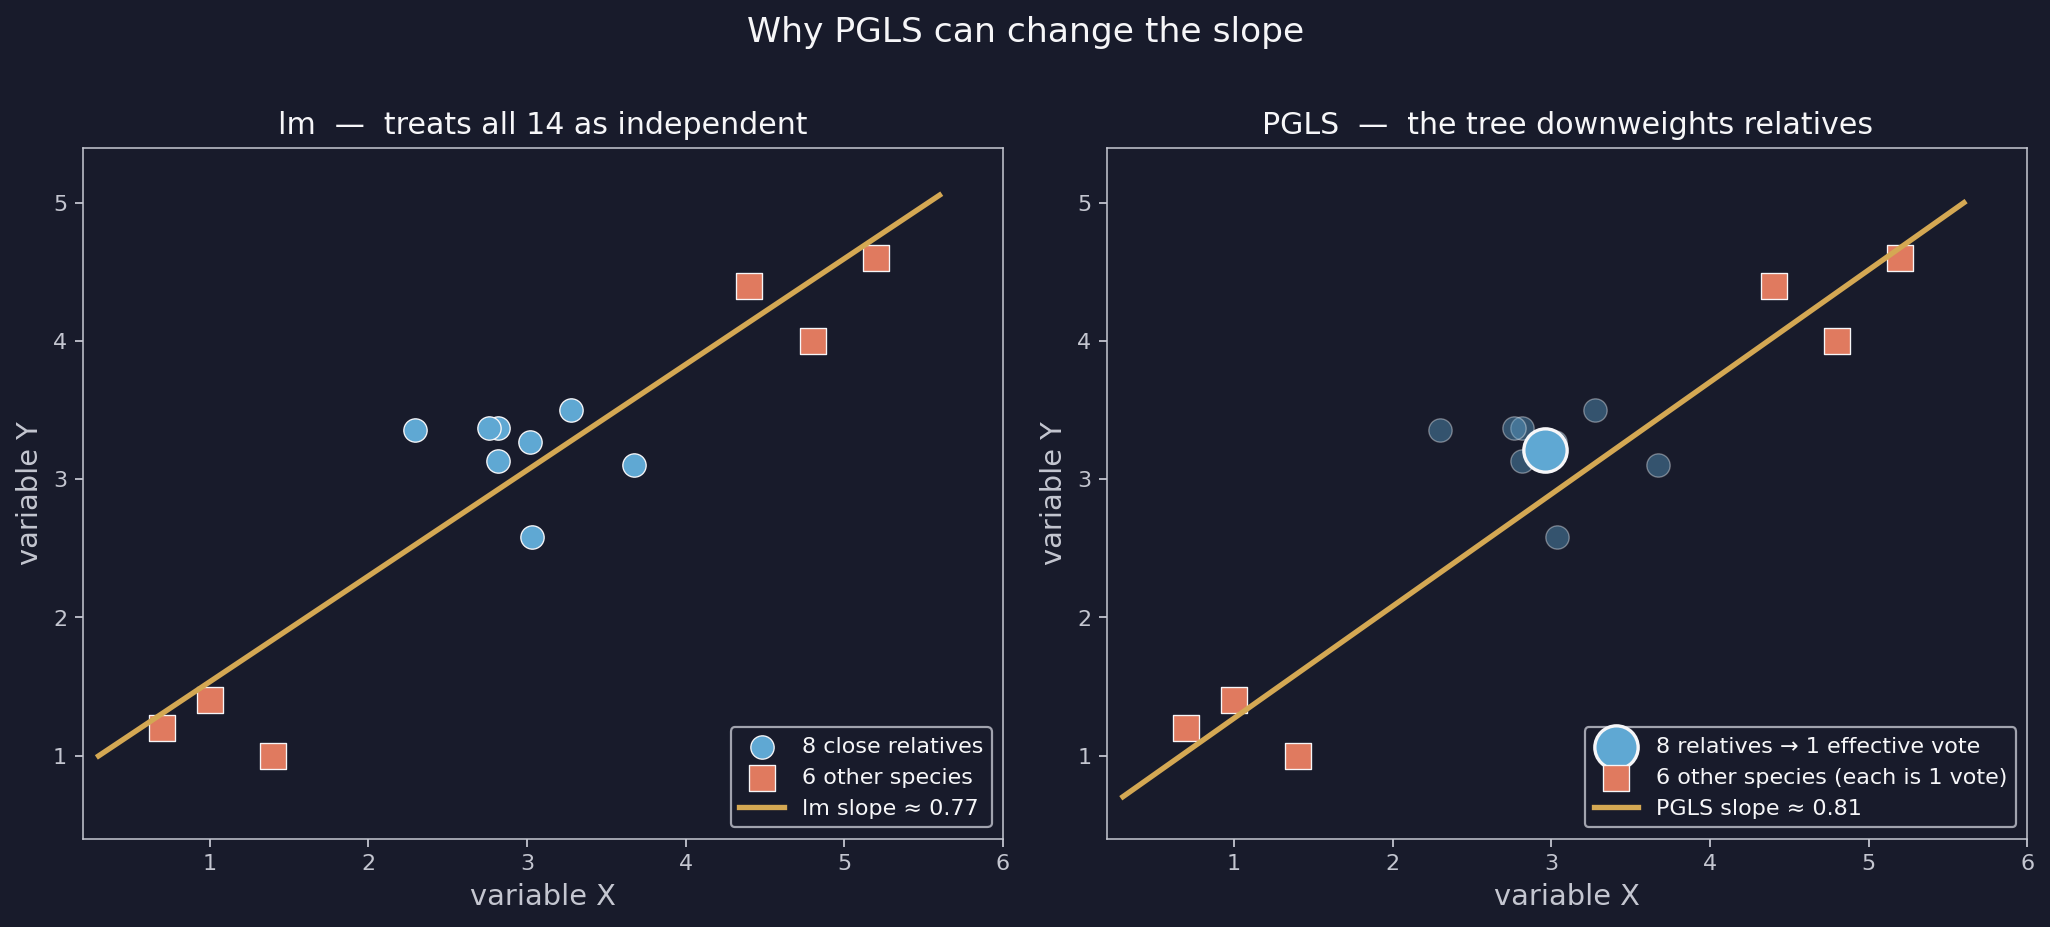 Why PGLS can change the slope
lm — treats all 14 as independent
variable Y
5
4
3
2
1
8 close relatives
6 other species
lm slope ≈ 0.77
1 2 3 4 5 6
variable X
PGLS — the tree downweights relatives
variable Y
5
4
3
2
1
8 relatives → 1 effective vote
6 other species (each is 1 vote)
PGLS slope ≈ 0.81
1 2 3 4 5 6
variable X